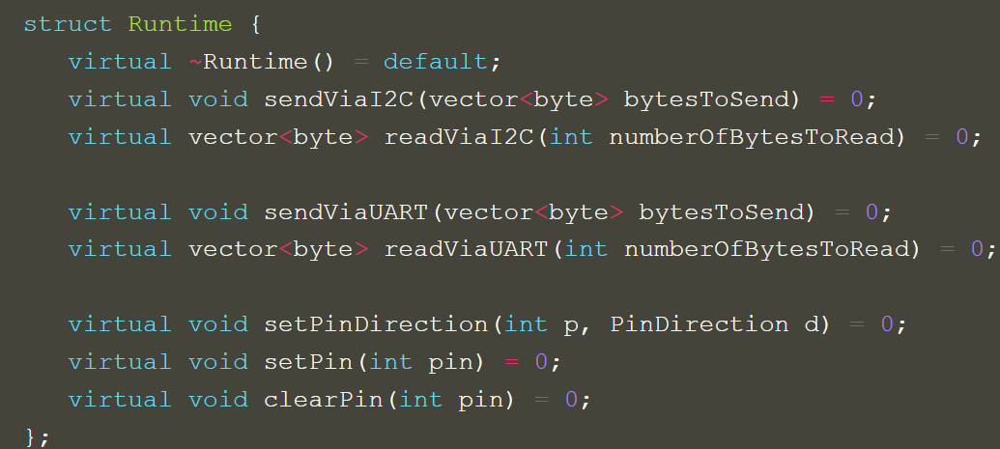 struct Runtime {
virtual ~Runtime() = default;
virtual void sendViaI2C(vector<byte> bytesToSend) = 0;
virtual vector<byte> readViaI2C(int numberOfBytesToRead) = 0;
virtual void sendViaUART(vector<byte> bytesToSend) = 0;
virtual vector<byte> readViaUART(int numberOfBytesToRead) = 0;
virtual void setPinDirection(int p, PinDirection d) = 0;
virtual void setPin(int pin) = 0;
virtual void clearPin(int pin) = 0;
};